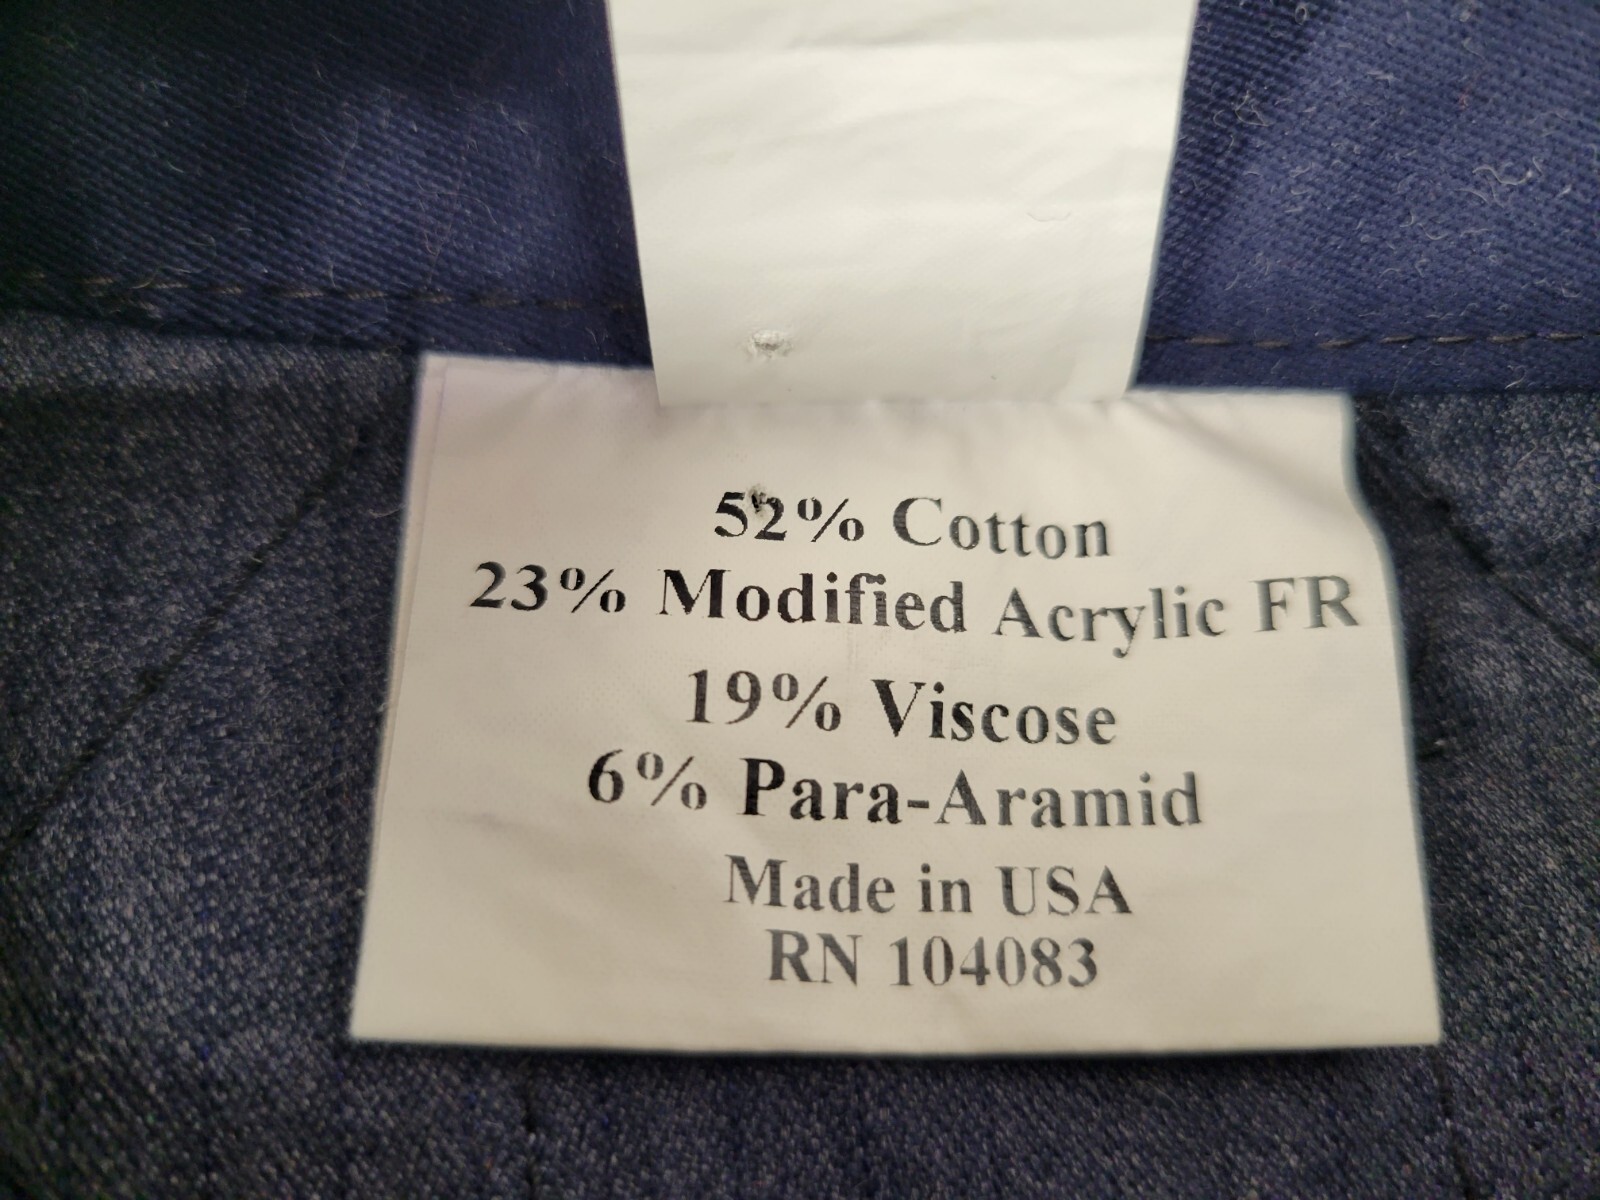 52% Cotton
23% Modified Acrylic FR
19% Viscose
6% Para-Aramid
Made in USA
RN 104083